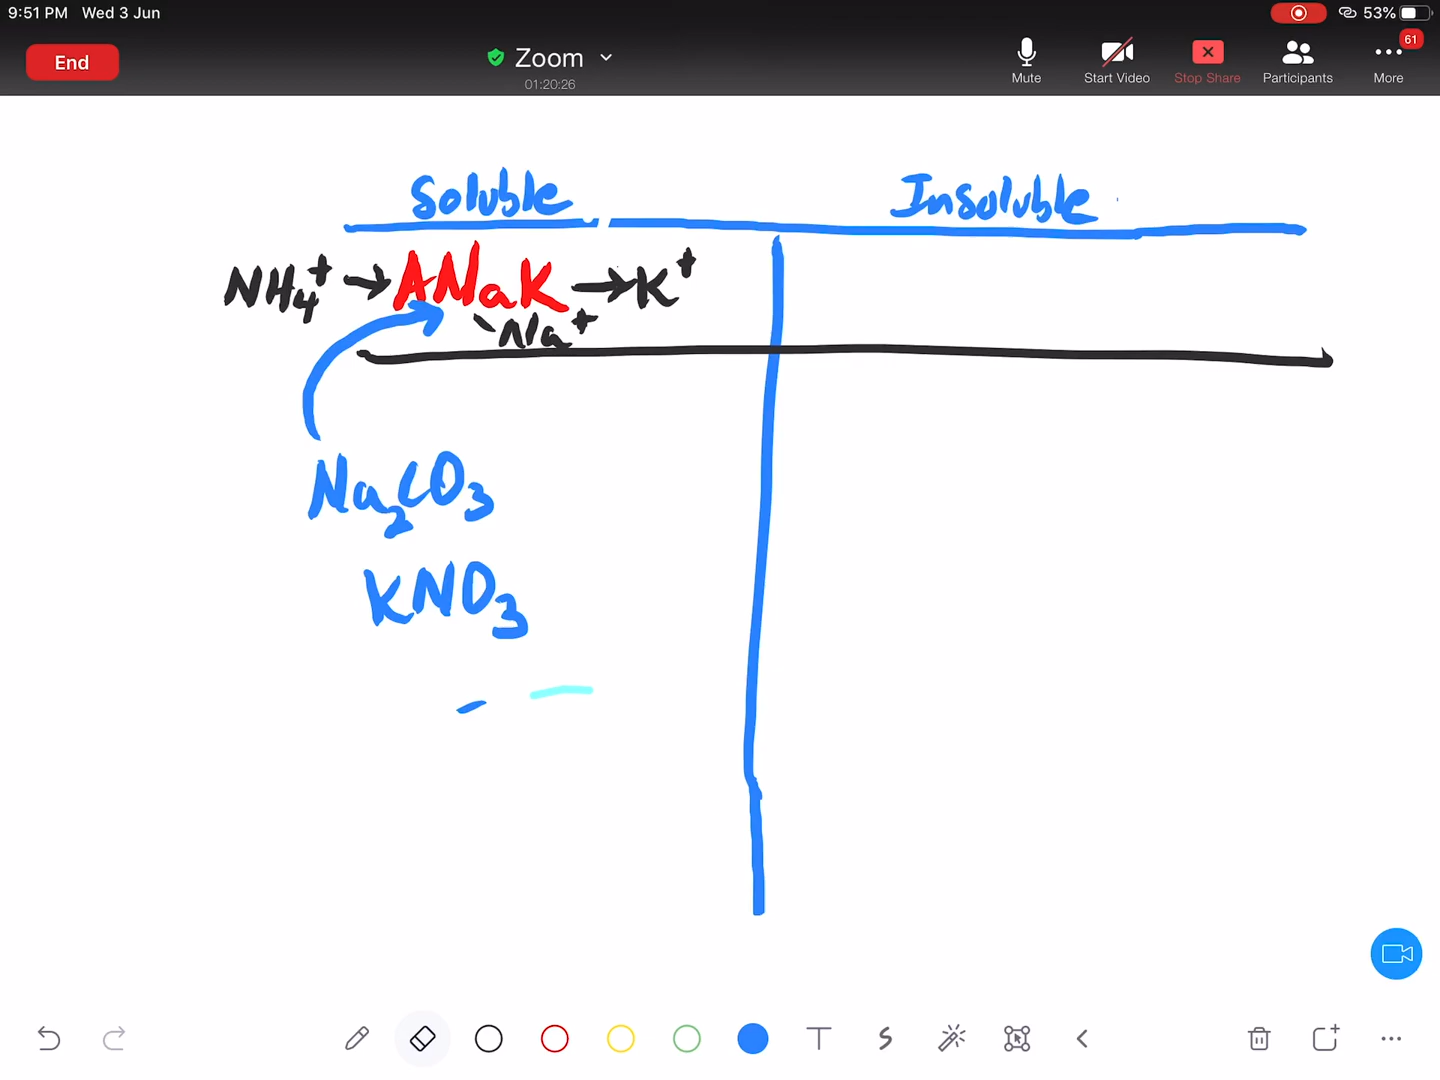 9:51 PM Wed 3 Jun
53%
End
Zoom
01:20:26
Mute
Start Video
Stop Share
Participants
More
61
Soluble
Insoluble
NH₄⁺ → ANaK → K⁺
Na⁺
Na₂CO₃
KNO₃
T